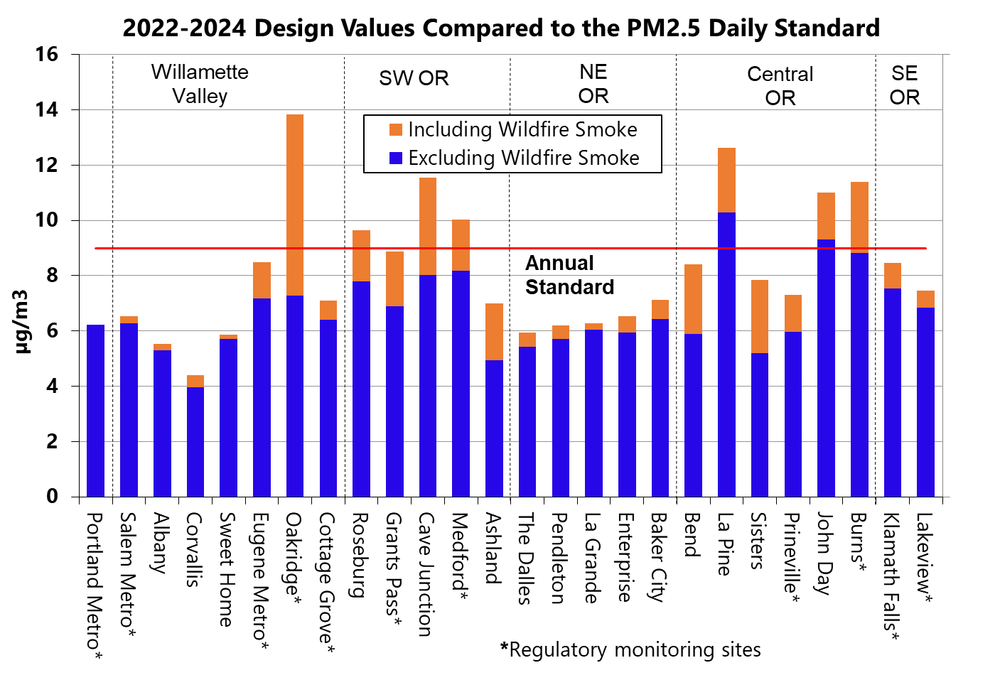 2022-2024 Design Values Compared to the PM2.5 Daily Standard
16
14
12
10
8
6
4
2
0
µg/m3
Willamette
Valley
SW OR
NE
OR
Central
OR
SE
OR
Including Wildfire Smoke
Excluding Wildfire Smoke
Annual
Standard
Portland Metro*
Salem Metro*
Albany
Corvallis
Sweet Home
Eugene Metro*
Oakridge*
Cottage Grove*
Roseburg
Grants Pass*
Cave Junction
Medford*
Ashland
The Dalles
Pendleton
La Grande
Enterprise
Baker City
Bend
La Pine
Sisters
Prineville*
John Day
Burns*
Klamath Falls*
Lakeview*
*Regulatory monitoring sites